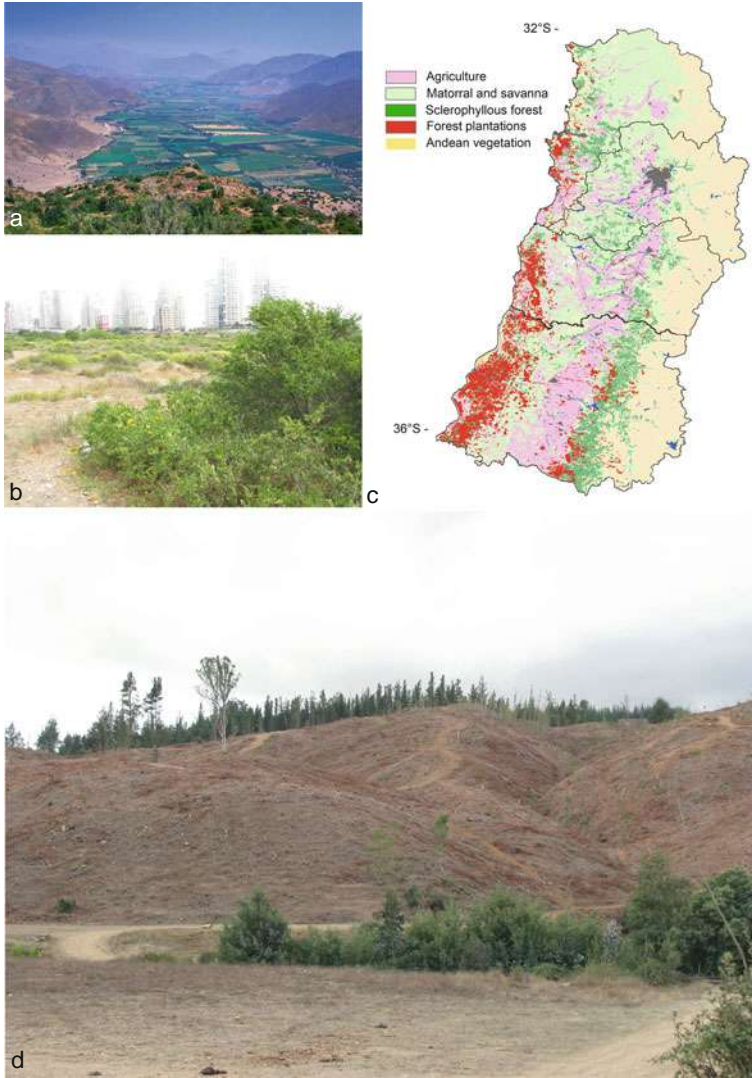 a
b
32°S -
Agriculture
Matorral and savanna
Sclerophyllous forest
Forest plantations
Andean vegetation
36°S -
c
d